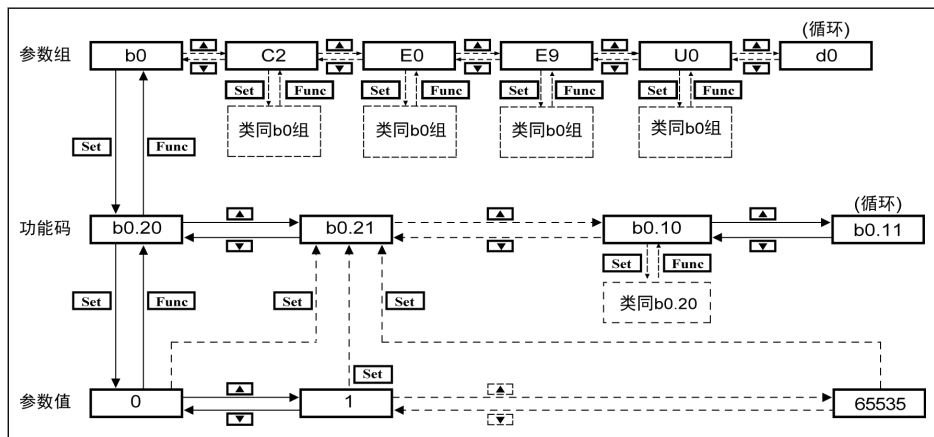 (循环)
参数组 b0 ▲ ▼ C2 ▲ ▼ E0 ▲ ▼ E9 ▲ ▼ U0 ▲ ▼ d0
Set Func Set Func Set Func Set Func
类同b0组 类同b0组 类同b0组 类同b0组
Set Func
(循环)
功能码 b0.20 ▲ ▼ b0.21 ▲ ▼ b0.10 ▲ ▼ b0.11
Set Func
类同b0.20
Set Func Set Set
Set
参数值 0 ▲ ▼ 1 ▲ ▼ 65535